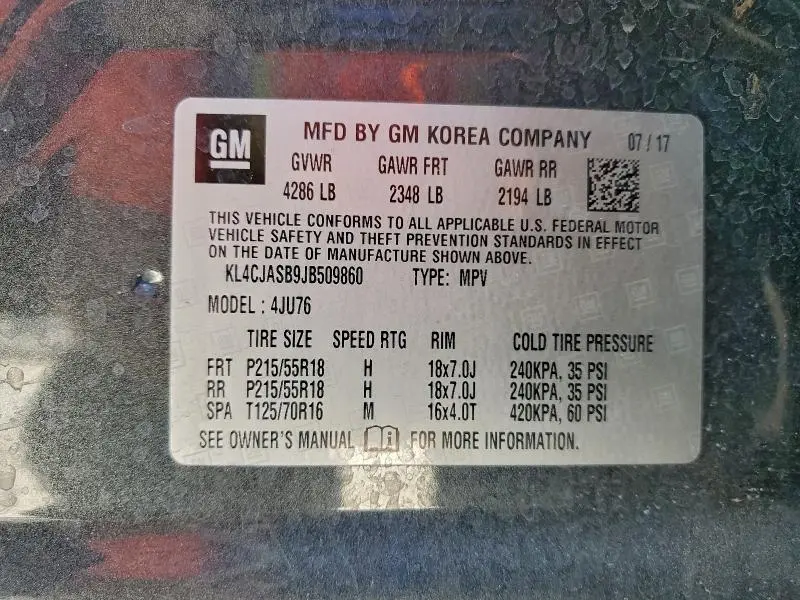 GM
MFD BY GM KOREA COMPANY 07/17
GVWR GAWR FRT GAWR RR
4286 LB 2348 LB 2194 LB
THIS VEHICLE CONFORMS TO ALL APPLICABLE U.S. FEDERAL MOTOR
VEHICLE SAFETY AND THEFT PREVENTION STANDARDS IN EFFECT
ON THE DATE OF MANUFACTURE SHOWN ABOVE.
KL4CJASB9JB509860 TYPE: MPV
MODEL : 4JU76
TIRE SIZE SPEED RTG RIM COLD TIRE PRESSURE
FRT P215/55R18 H 18x7.0J 240KPA, 35 PSI
RR P215/55R18 H 18x7.0J 240KPA, 35 PSI
SPA T125/70R16 M 16x4.0T 420KPA, 60 PSI
SEE OWNER'S MANUAL FOR MORE INFORMATION.